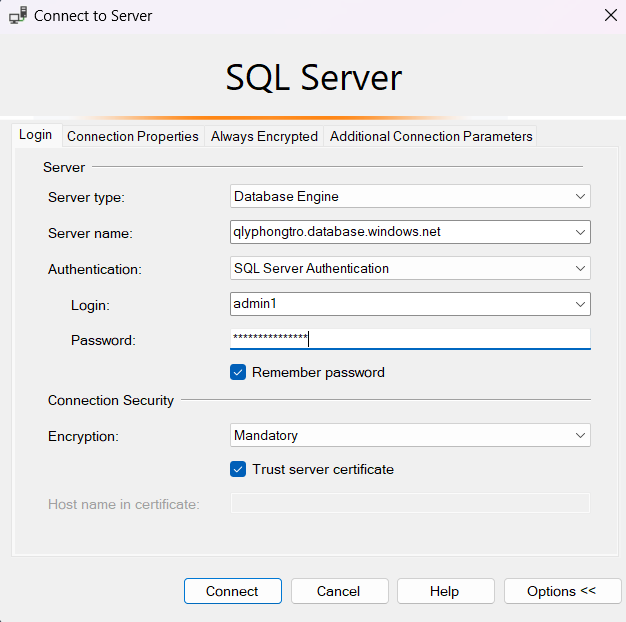 Connect to Server
SQL Server
Login Connection Properties Always Encrypted Additional Connection Parameters
Server
Server type: Database Engine
Server name: qlyphongtro.database.windows.net
Authentication: SQL Server Authentication
Login: admin1
Password: ***************
Remember password
Connection Security
Encryption: Mandatory
Trust server certificate
Host name in certificate:
Connect Cancel Help Options <<